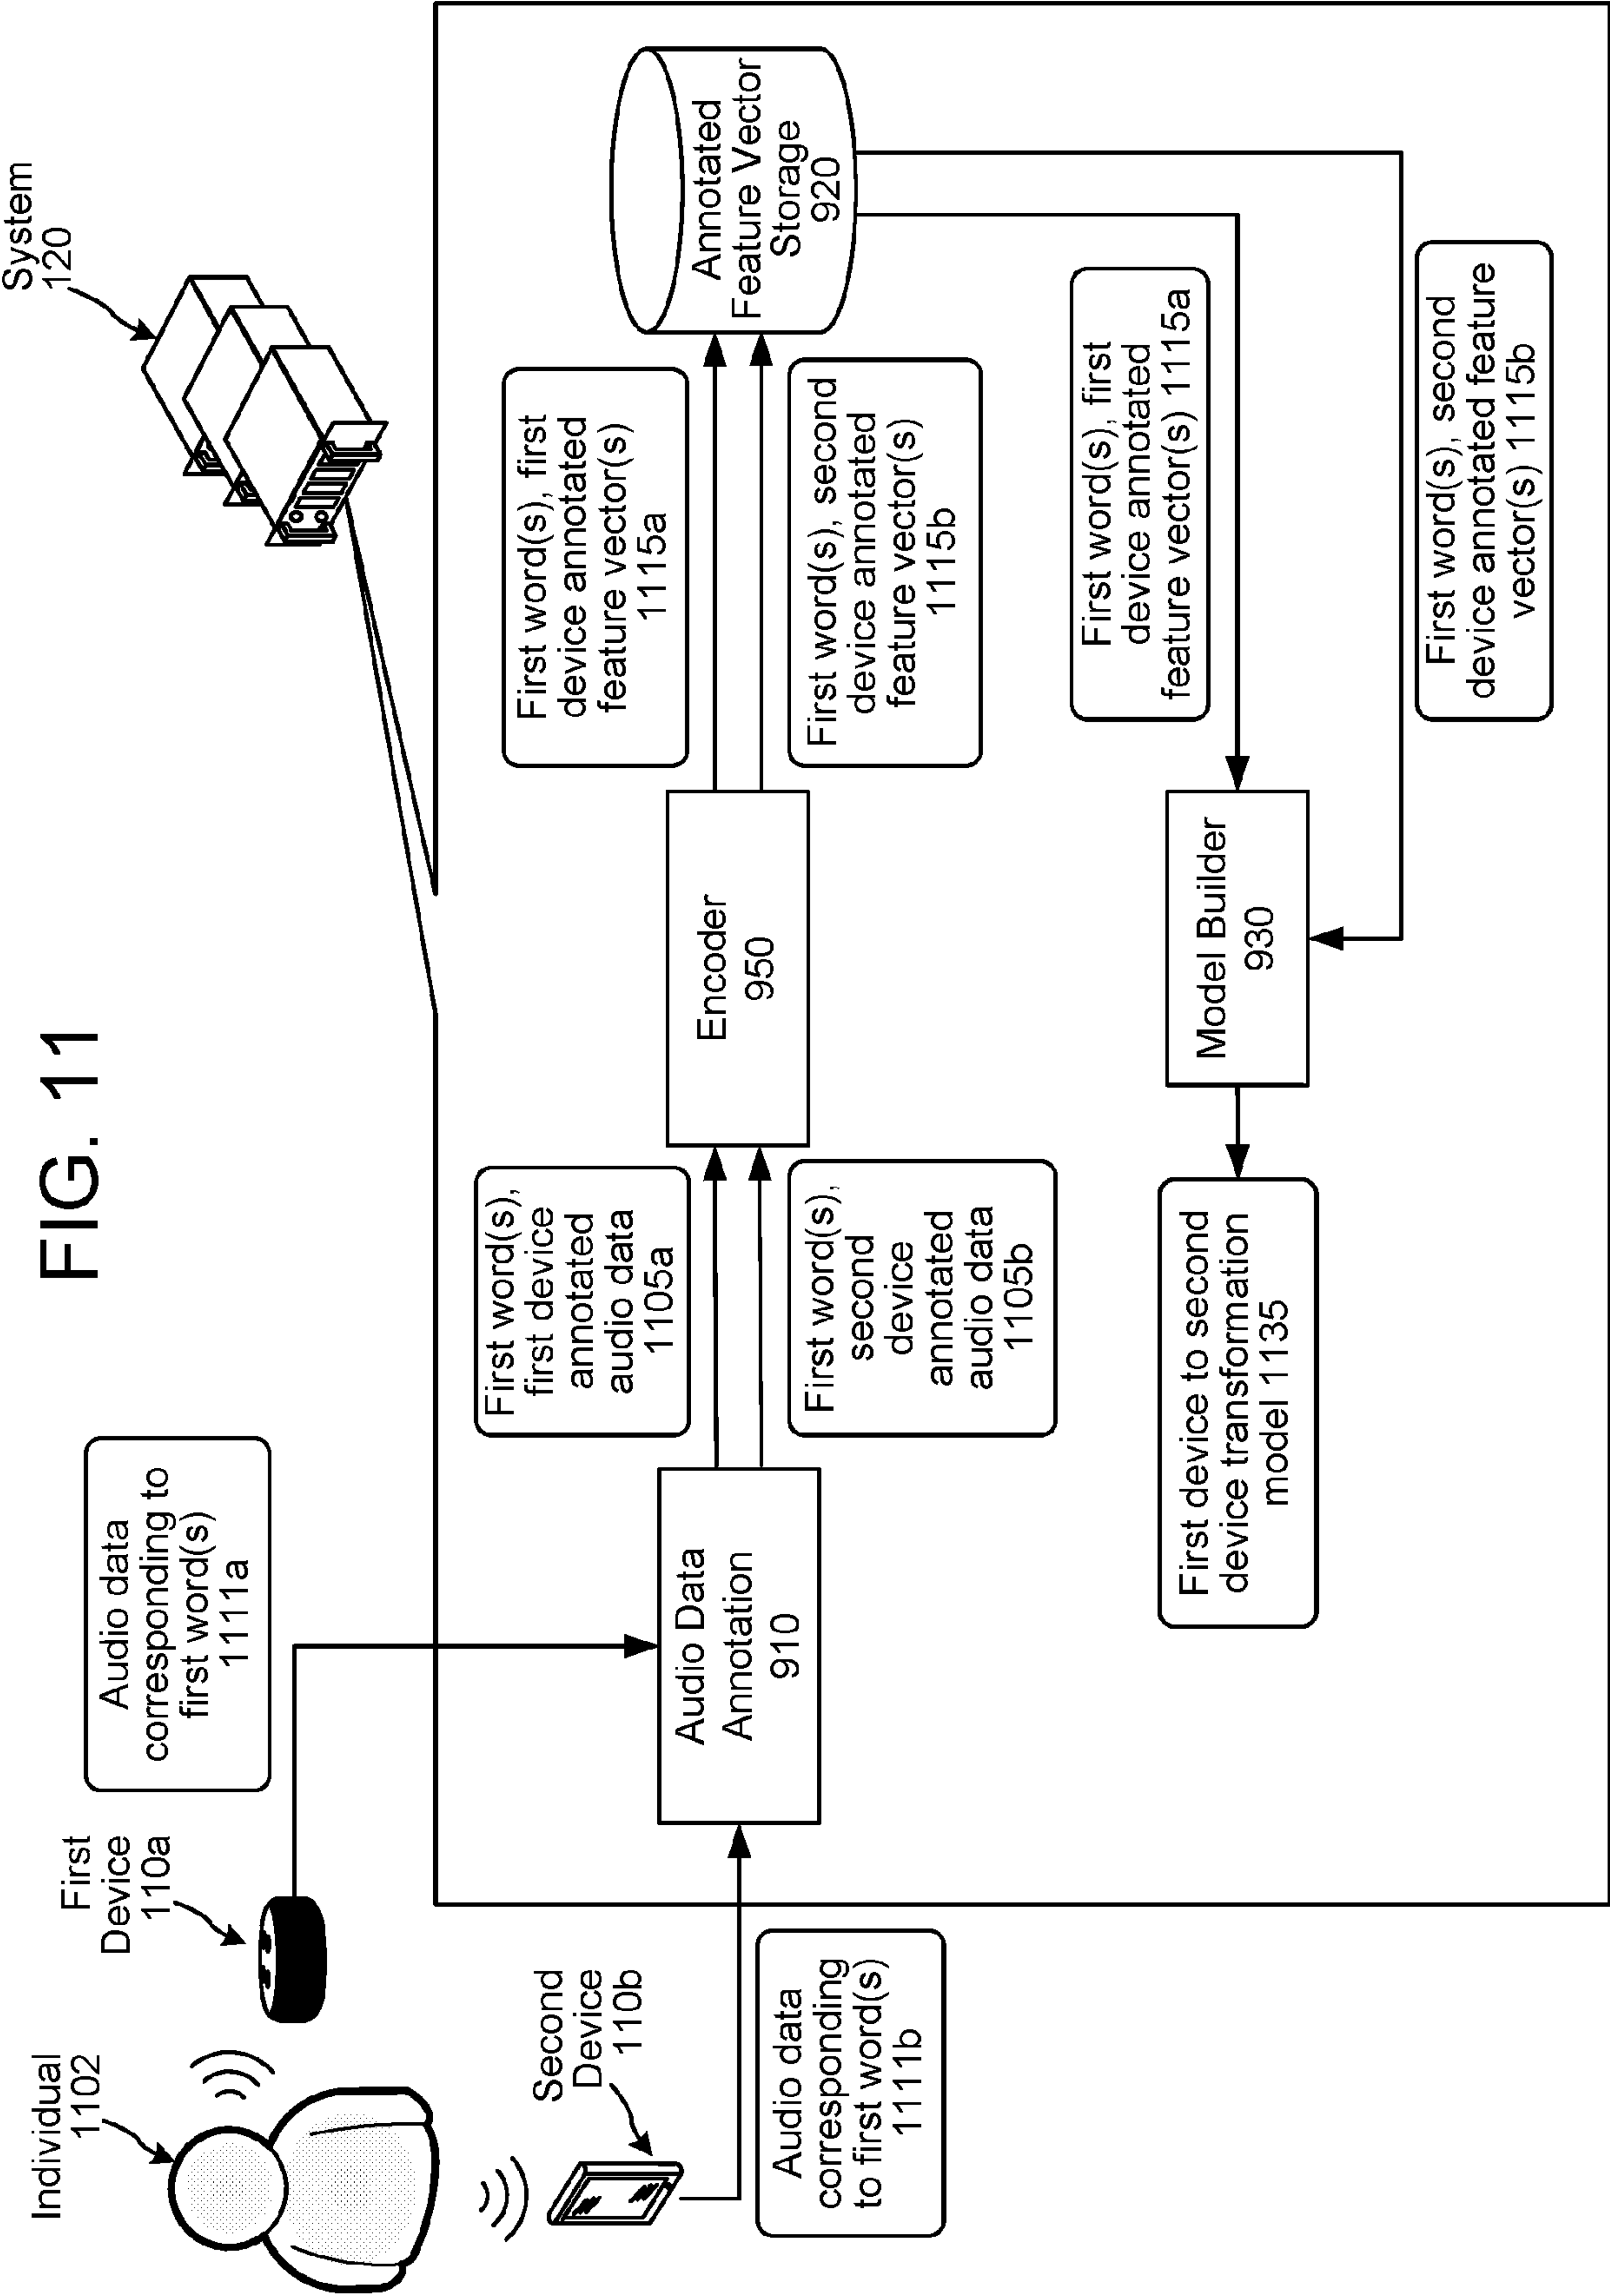 FIG. 11
Individual
1102
First
Device
110a
Audio data
corresponding to
first word(s)
1111a
System
120
Second
Device
110b
Audio data
corresponding
to first word(s)
1111b
Audio Data
Annotation
910
First word(s),
first device
annotated
audio data
1105a
First word(s),
second
device
annotated
audio data
1105b
Encoder
950
First word(s), first
device annotated
feature vector(s)
1115a
First word(s), second
device annotated
feature vector(s)
1115b
Annotated
Feature Vector
Storage
920
First word(s), first
device annotated
feature vector(s) 1115a
First word(s), second
device annotated feature
vector(s) 1115b
Model Builder
930
First device to second
device transformation
model 1135